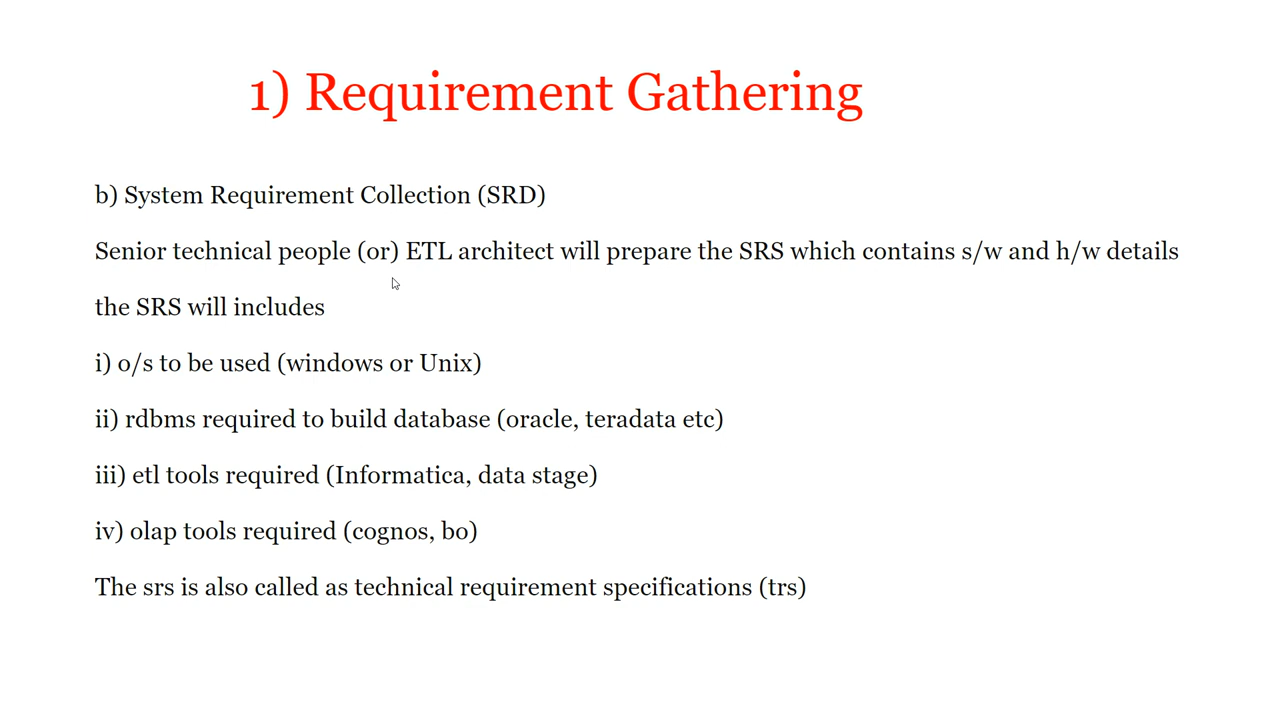 1) Requirement Gathering
b) System Requirement Collection (SRD)
Senior technical people (or) ETL architect will prepare the SRS which contains s/w and h/w details
the SRS will includes
i) o/s to be used (windows or Unix)
ii) rdbms required to build database (oracle, teradata etc)
iii) etl tools required (Informatica, data stage)
iv) olap tools required (cognos, bo)
The srs is also called as technical requirement specifications (trs)